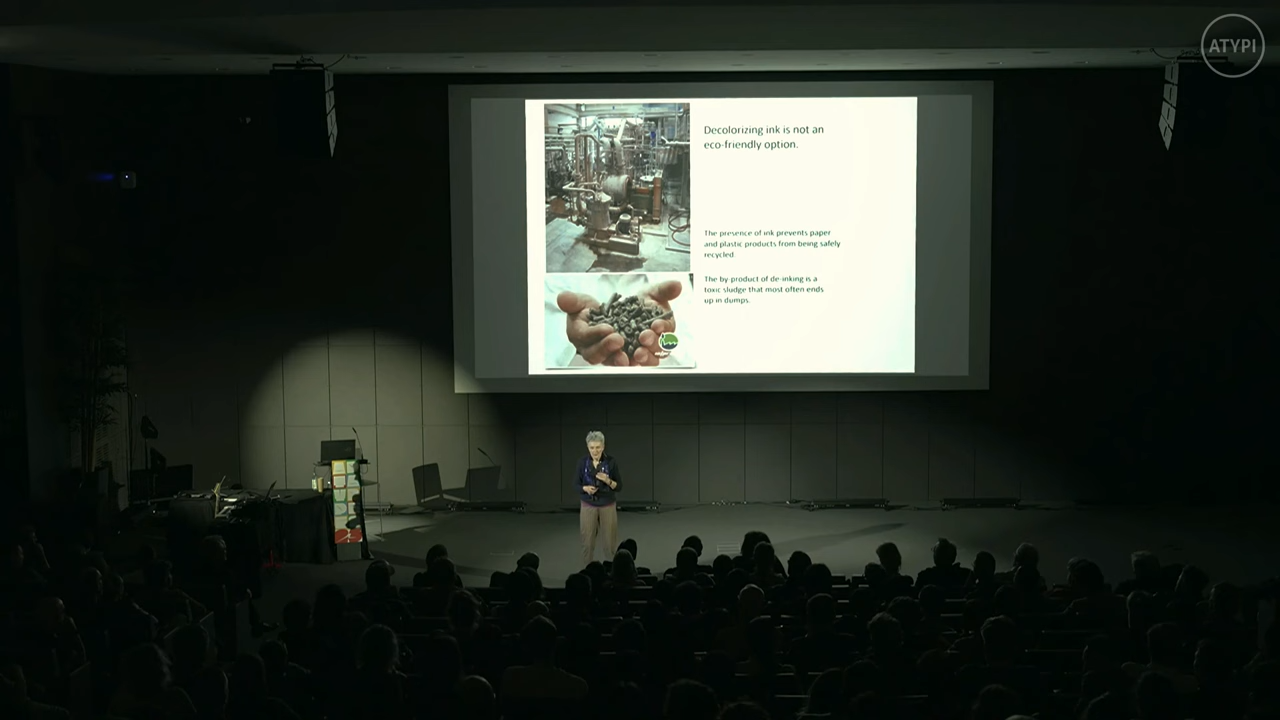 ATYPI
Decolorizing ink is not an
eco-friendly option.
The presence of ink prevents paper
and plastic products from being safely
recycled.
The by-product of de-inking is a
toxic sludge that most often ends
up in dumps.